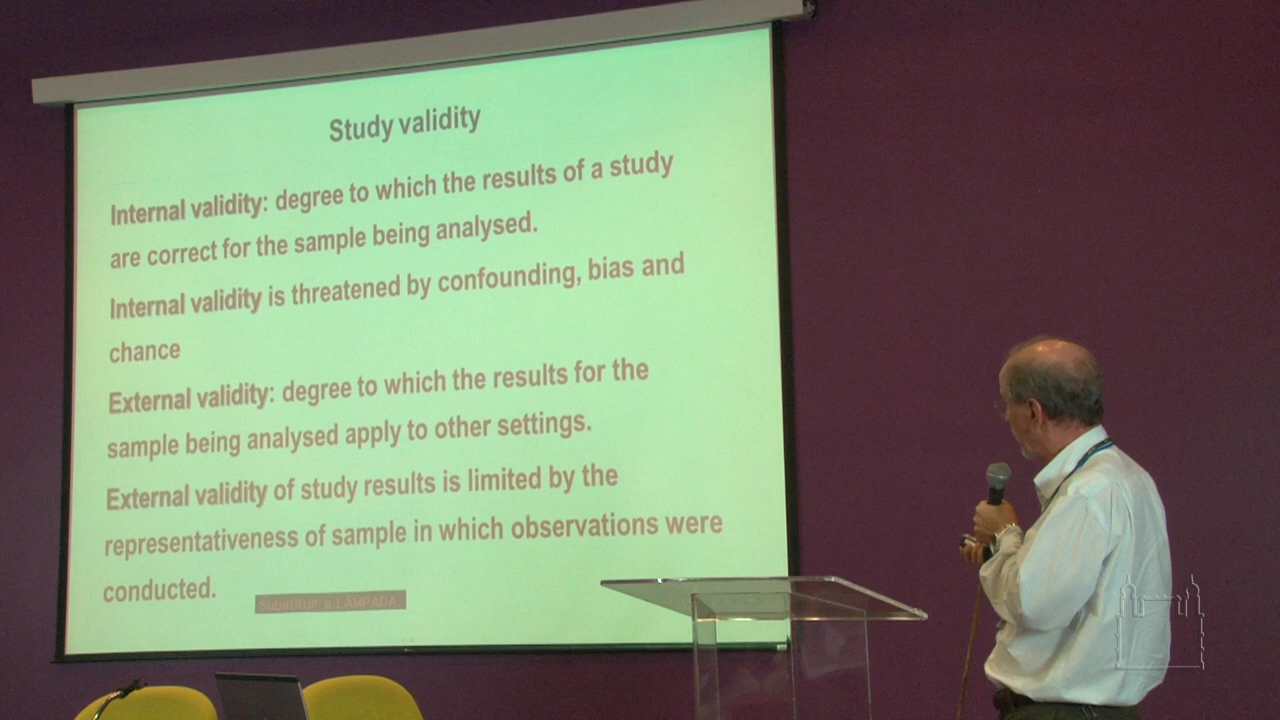 Study validity
Internal validity: degree to which the results of a study
are correct for the sample being analysed.
Internal validity is threatened by confounding, bias and
chance
External validity: degree to which the results for the
sample being analysed apply to other settings.
External validity of study results is limited by the
representativeness of sample in which observations were
conducted.
Substituir a LÂMPADA.